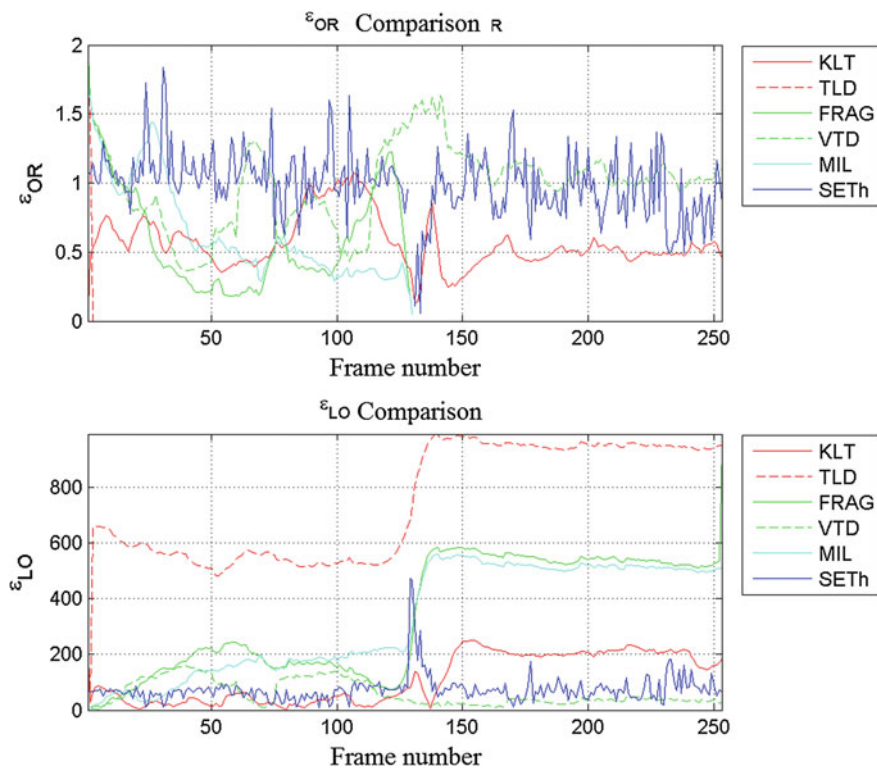 εOR Comparison R
2
1.5
1
0.5
0
εOR
50
100
150
200
250
Frame number
KLT
TLD
FRAG
VTD
MIL
SETh
εLO Comparison
800
600
400
200
0
εLO
50
100
150
200
250
Frame number
KLT
TLD
FRAG
VTD
MIL
SETh